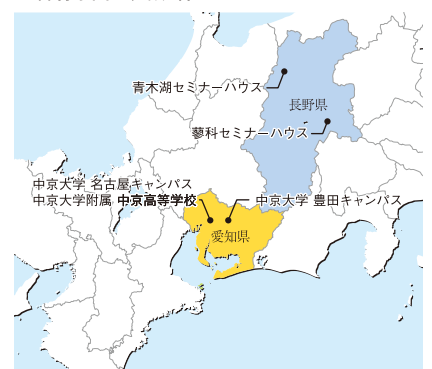 青木湖セミナーハウス
長野県
蓼科セミナーハウス
中京大学 名古屋キャンパス
中京大学附属 中京高等学校
中京大学 豊田キャンパス
愛知県